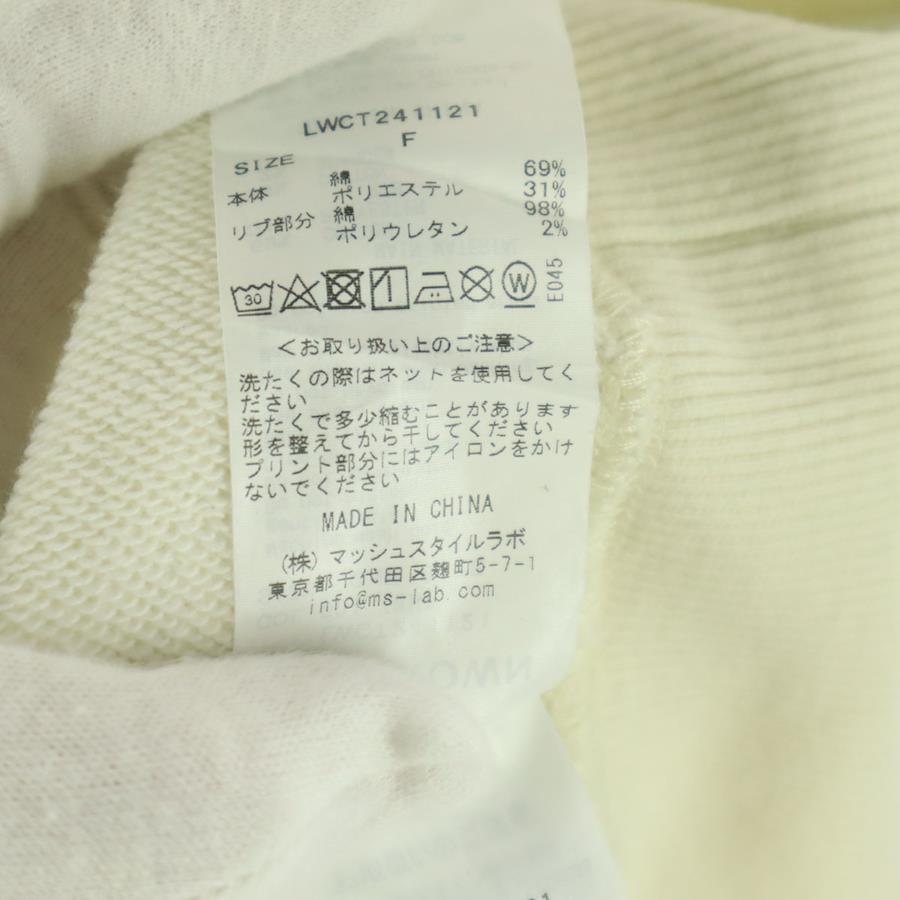 LWCT241121
F
SIZE
本体 綿 69%
ポリエステル 31%
リブ部分 綿 98%
ポリウレタン 2%
30 W E045
<お取り扱い上のご注意>
洗たくの際はネットを使用してく
ださい
洗たくで多少縮むことがあります
形を整えてから干してください
プリント部分にはアイロンをかけ
ないでください
MADE IN CHINA
(株) マッシュスタイルラボ
東京都千代田区麹町5-7-1
info@ms-lab.com